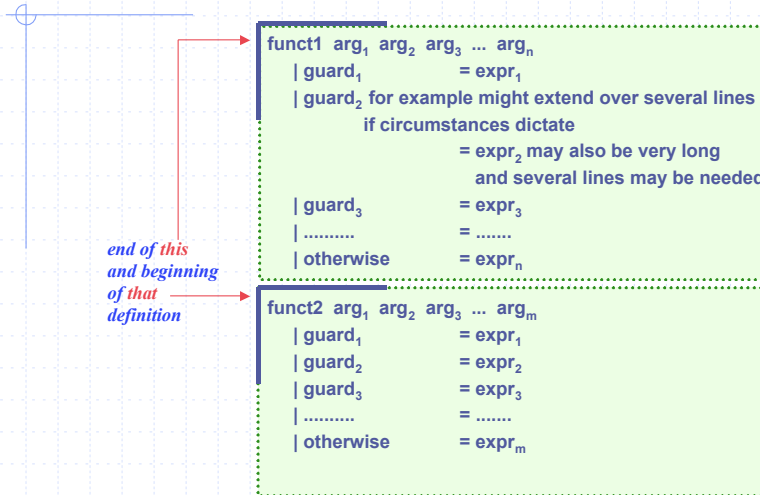 funct1 arg₁ arg₂ arg₃ ... argₙ
| guard₁ = expr₁
| guard₂ for example might extend over several lines
if circumstances dictate
= expr₂ may also be very long
and several lines may be needed
| guard₃ = expr₃
| .......... = .......
| otherwise = exprₙ
end of this
and beginning
of that
definition
funct2 arg₁ arg₂ arg₃ ... argₘ
| guard₁ = expr₁
| guard₂ = expr₂
| guard₃ = expr₃
| .......... = .......
| otherwise = exprₘ